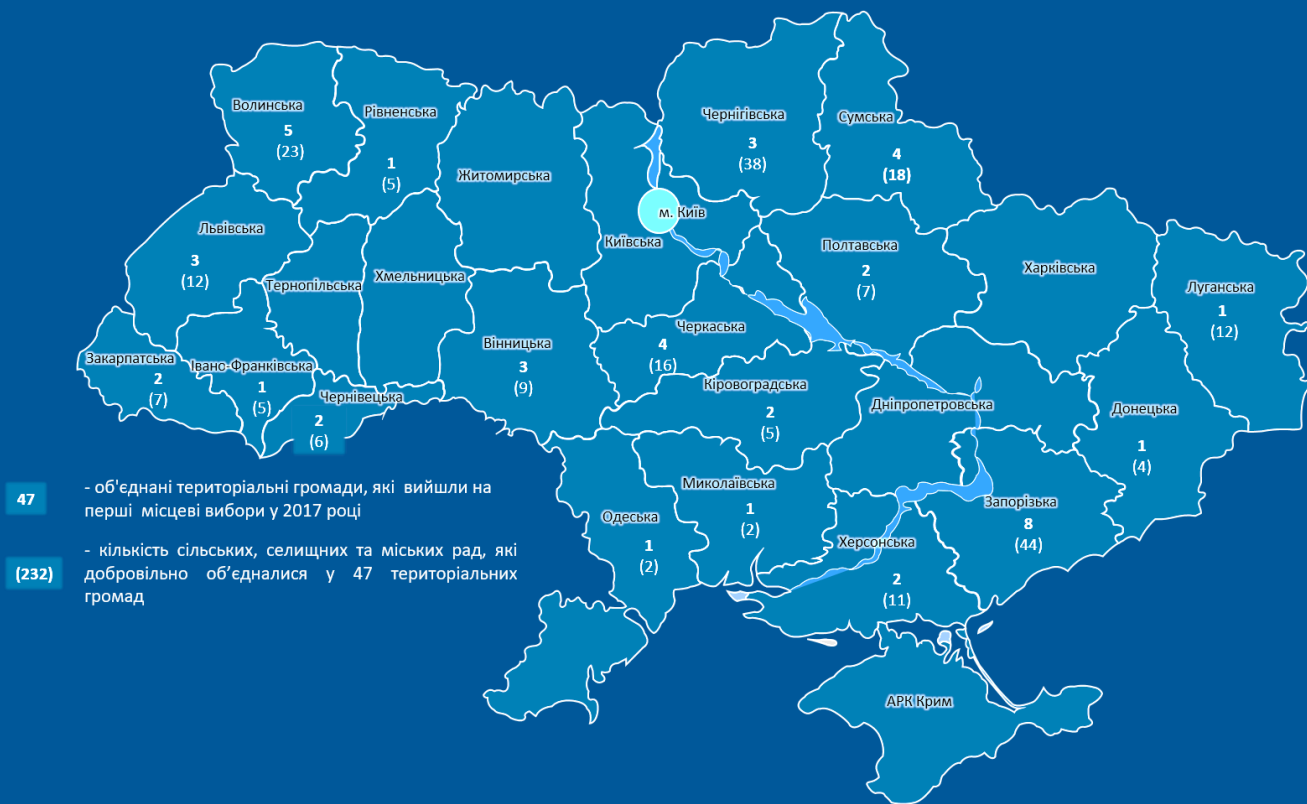 Волинська
5
(23)
Рівненська
1
(5)
Житомирська
Чернігівська
3
(38)
Сумська
4
(18)
м. Київ
Київська
Львівська
3
(12)
Тернопільська
Хмельницька
Полтавська
2
(7)
Харківська
Луганська
1
(12)
Закарпатська
2
(7)
Івано-Франківська
1
(5)
Чернівецька
2
(6)
Вінницька
3
(9)
Черкаська
4
(16)
Кіровоградська
2
(5)
Дніпропетровська
Донецька
1
(4)
Одеська
1
(2)
Миколаївська
1
(2)
Херсонська
2
(11)
Запорізька
8
(44)
АРК Крим
47
- об'єднані територіальні громади, які вийшли на
перші місцеві вибори у 2017 році
(232)
- кількість сільських, селищних та міських рад, які
добровільно об’єдналися у 47 територіальних
громад